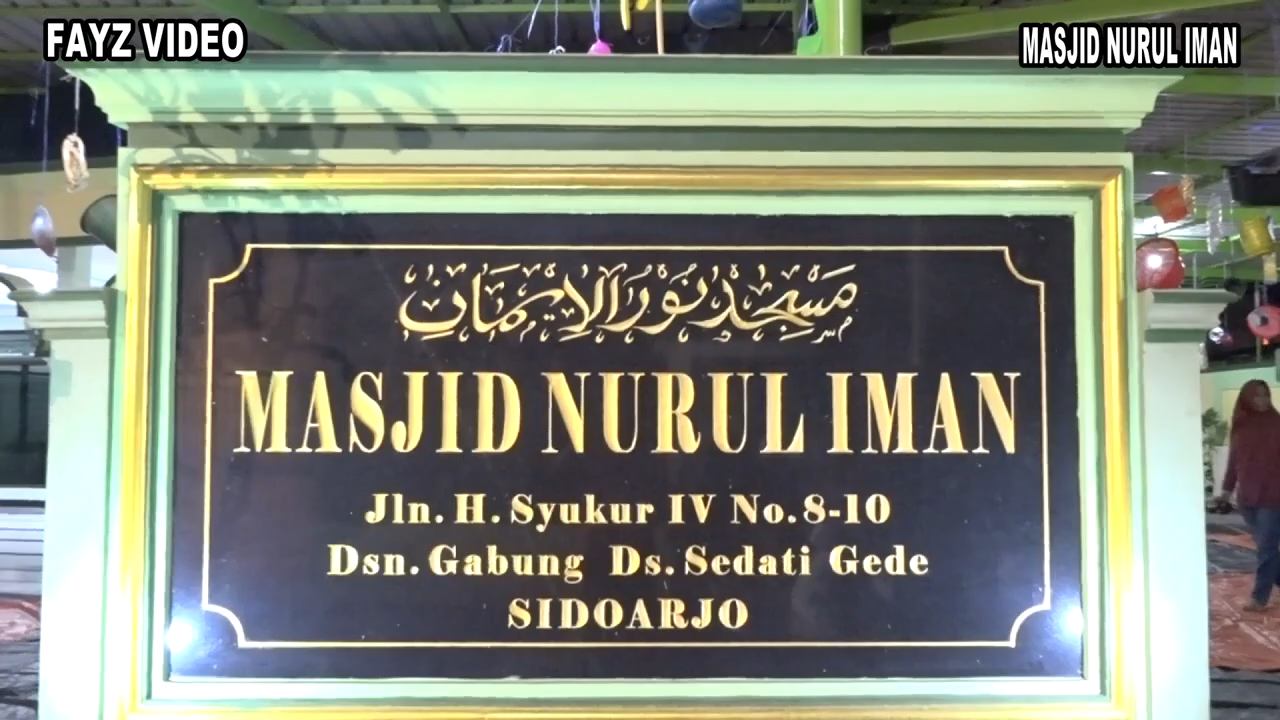 FAYZ VIDEO
MASJID NURUL IMAN
مسجد نور الإيمان
MASJID NURUL IMAN
Jln. H. Syukur IV No. 8-10
Dsn. Gabung Ds. Sedati Gede
SIDOARJO